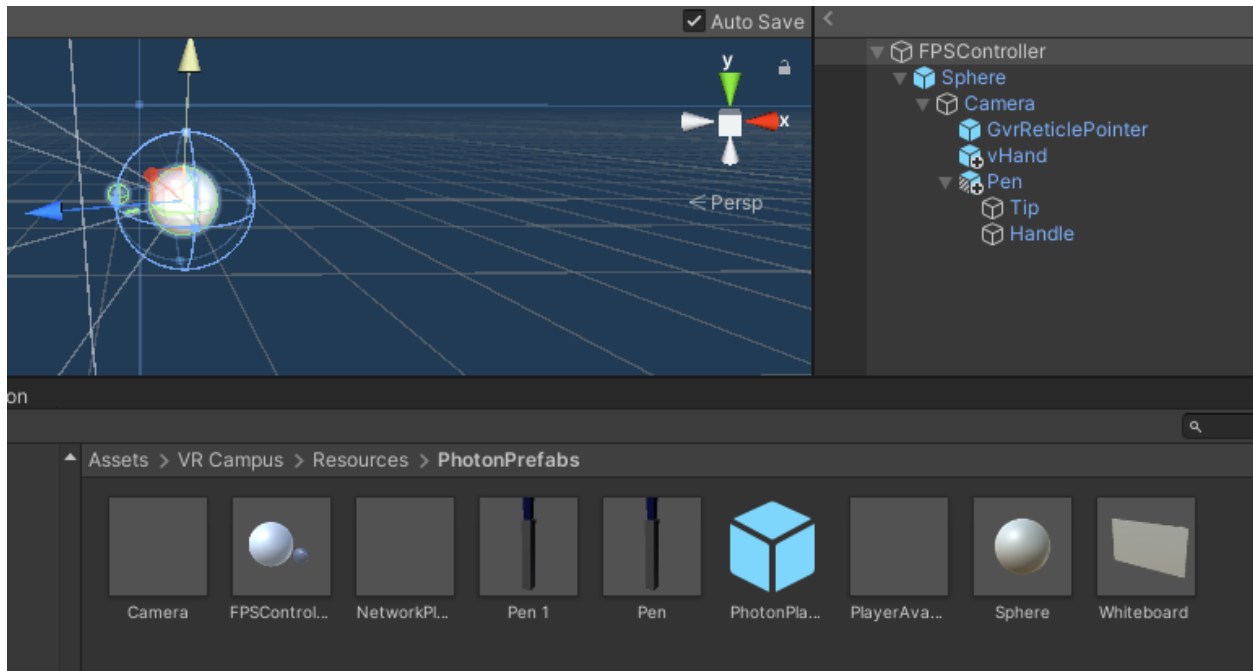 Auto Save
<
FPSController
Sphere
Camera
GvrReticlePointer
vHand
Pen
Tip
Handle
y
x
< Persp
on
Assets > VR Campus > Resources > PhotonPrefabs
Camera FPSControl... NetworkPl... Pen 1 Pen PhotonPla... PlayerAva... Sphere Whiteboard